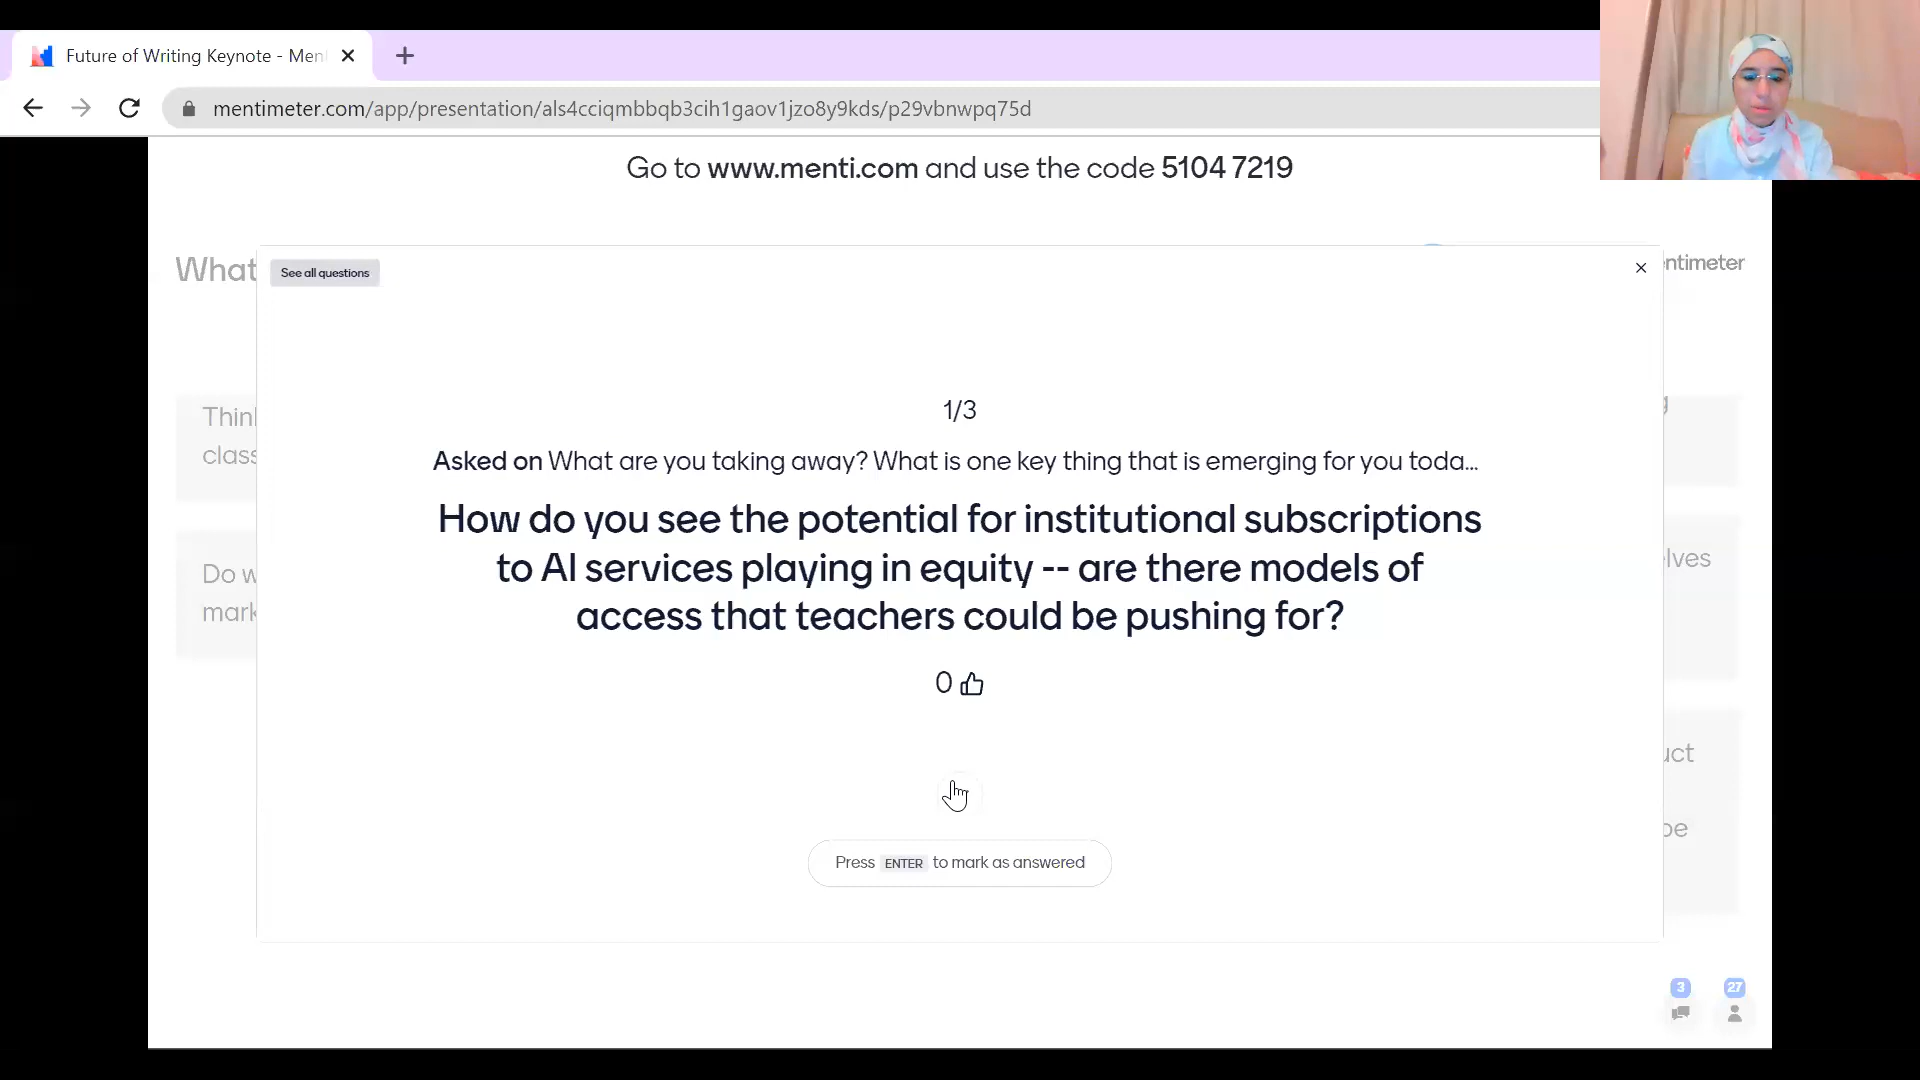 Future of Writing Keynote - Men
mentimeter.com/app/presentation/als4cciqmbbqb3cih1gaov1jzo8y9kds/p29vbnwpq75d
Go to www.menti.com and use the code 5104 7219
What
ntimeter
See all questions
1/3
Asked on What are you taking away? What is one key thing that is emerging for you toda...
How do you see the potential for institutional subscriptions
to AI services playing in equity -- are there models of
access that teachers could be pushing for?
0
Press ENTER to mark as answered
Thin
class
Do w
mark
lves
uct
be
3
27